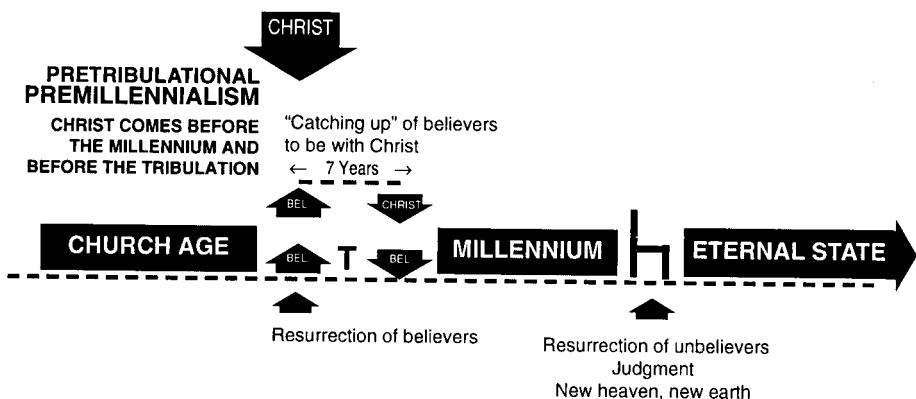 CHRIST
PRETRIBULATIONAL
PREMILLENNIALISM
CHRIST COMES BEFORE
THE MILLENNIUM AND
BEFORE THE TRIBULATION
"Catching up" of believers
to be with Christ
← 7 Years →
BEL
CHRIST
CHURCH AGE
BEL
T
BEL
MILLENNIUM
ETERNAL STATE
Resurrection of believers
Resurrection of unbelievers
Judgment
New heaven, new earth